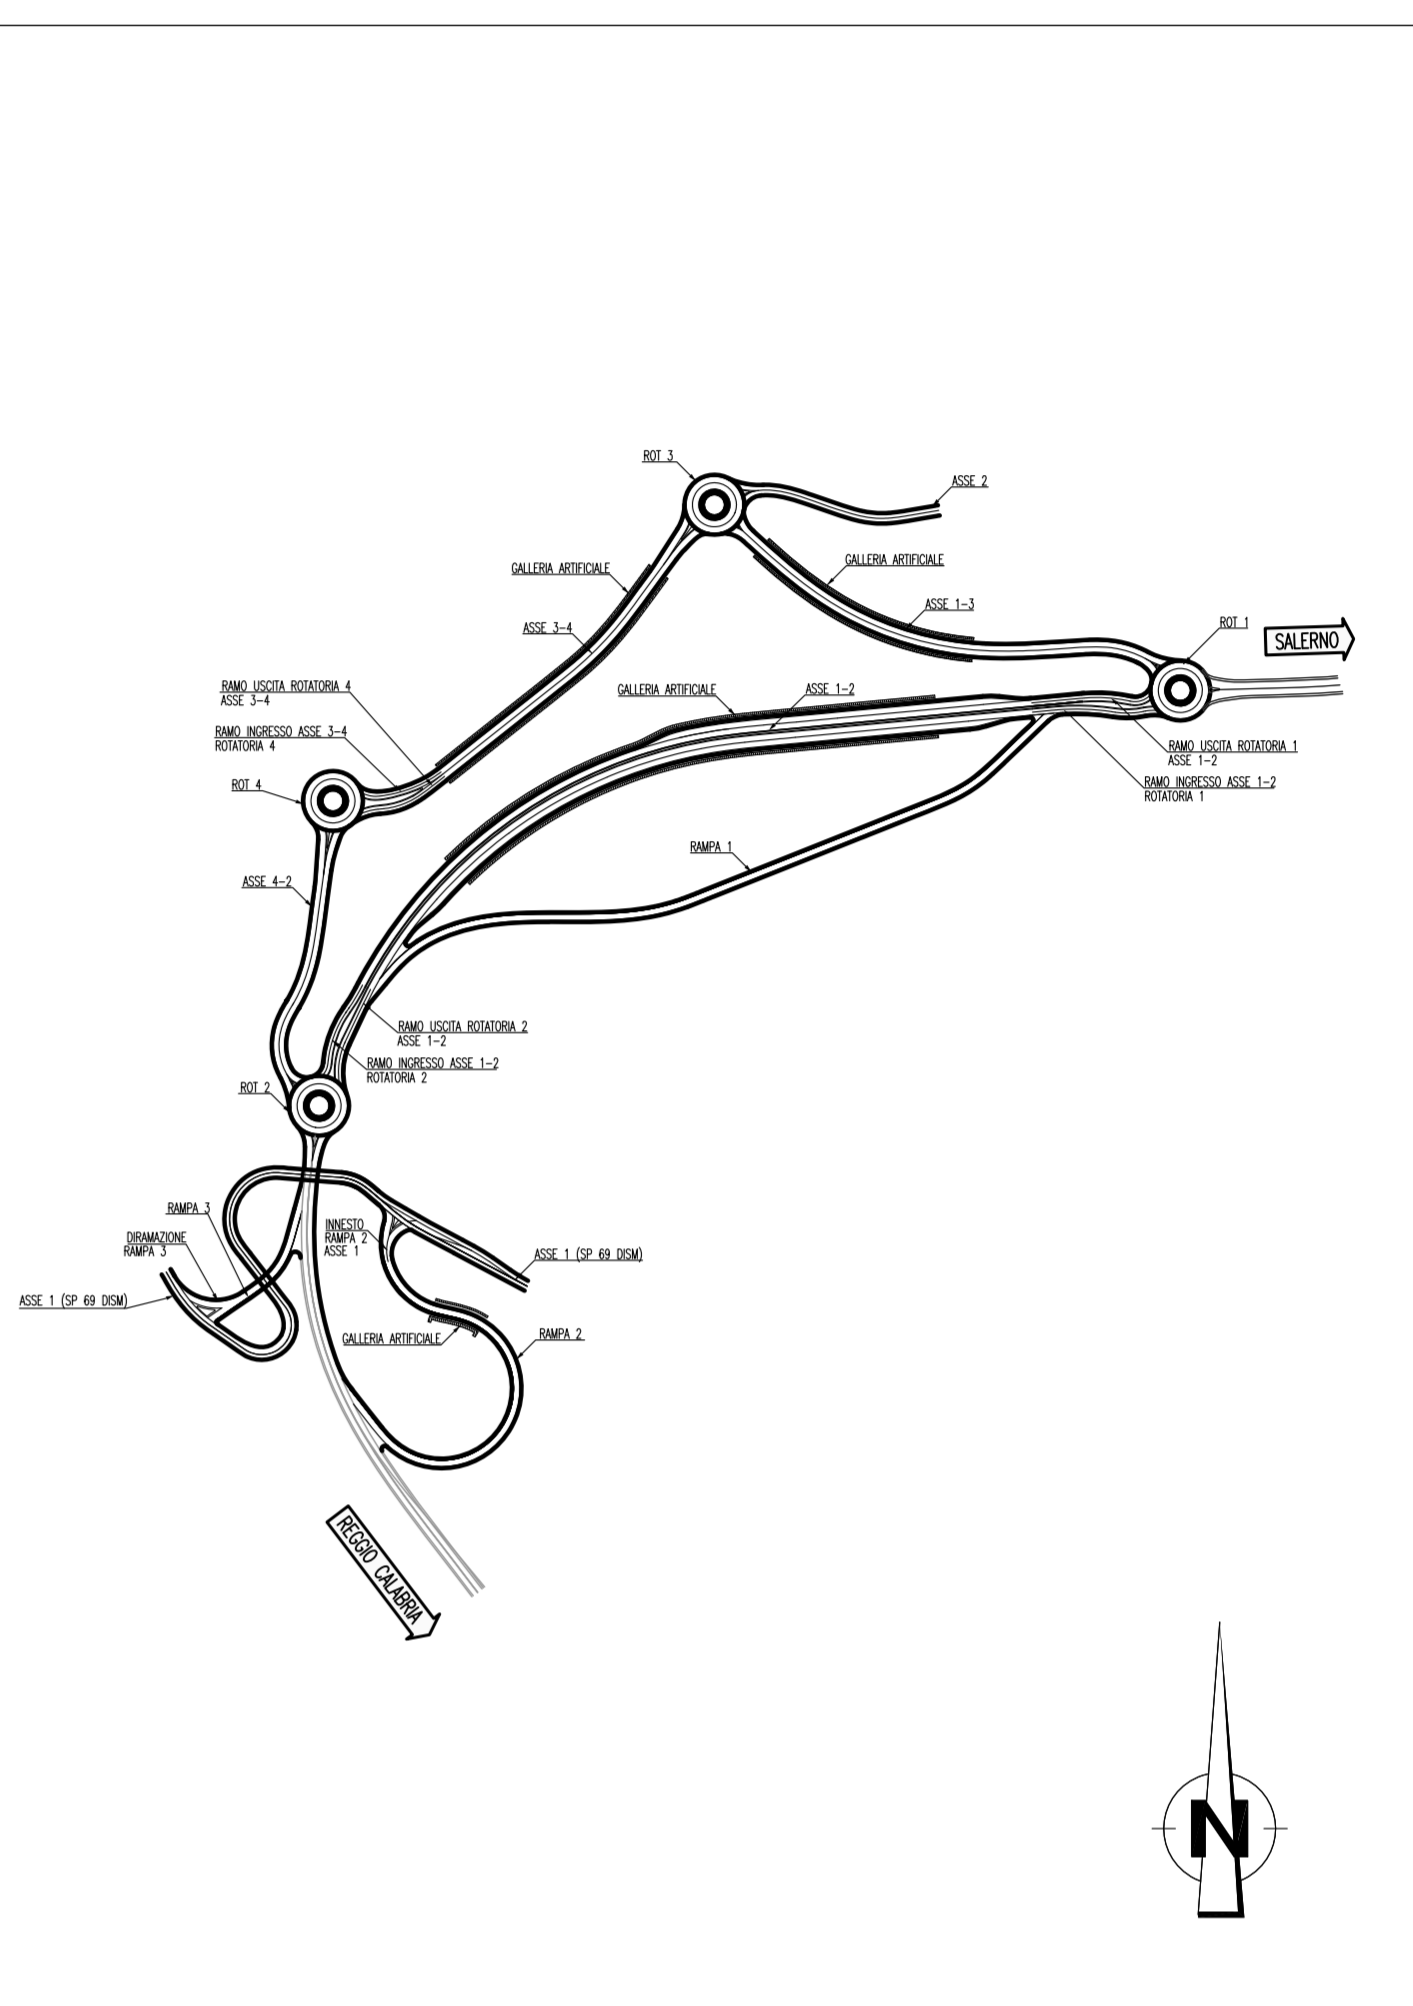 ROT 3
ASSE 2
GALLERIA ARTIFICIALE
GALLERIA ARTIFICIALE
ASSE 1-3
ASSE 3-4
ROT 1
SALERNO
RAMO USCITA ROTATORIA 4
ASSE 3-4
GALLERIA ARTIFICIALE
ASSE 1-2
RAMO INGRESSO ASSE 3-4
ROTATORIA 4
RAMO USCITA ROTATORIA 1
ASSE 1-2
ROT 4
RAMO INGRESSO ASSE 1-2
ROTATORIA 1
RAMPA 1
ASSE 4-2
RAMO USCITA ROTATORIA 2
ASSE 1-2
RAMO INGRESSO ASSE 1-2
ROTATORIA 2
ROT 2
RAMPA 3
DIRAMAZIONE
RAMPA 3
INNESTO
RAMPA 2
ASSE 1
ASSE 1 (SP 69 DISM)
ASSE 1 (SP 69 DISM)
GALLERIA ARTIFICIALE
RAMPA 2
REGGIO CALABRIA
N